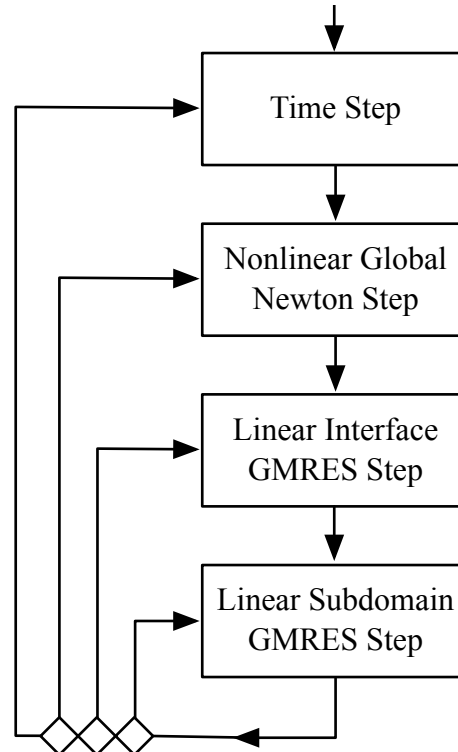 Time Step
Nonlinear Global
Newton Step
Linear Interface
GMRES Step
Linear Subdomain
GMRES Step